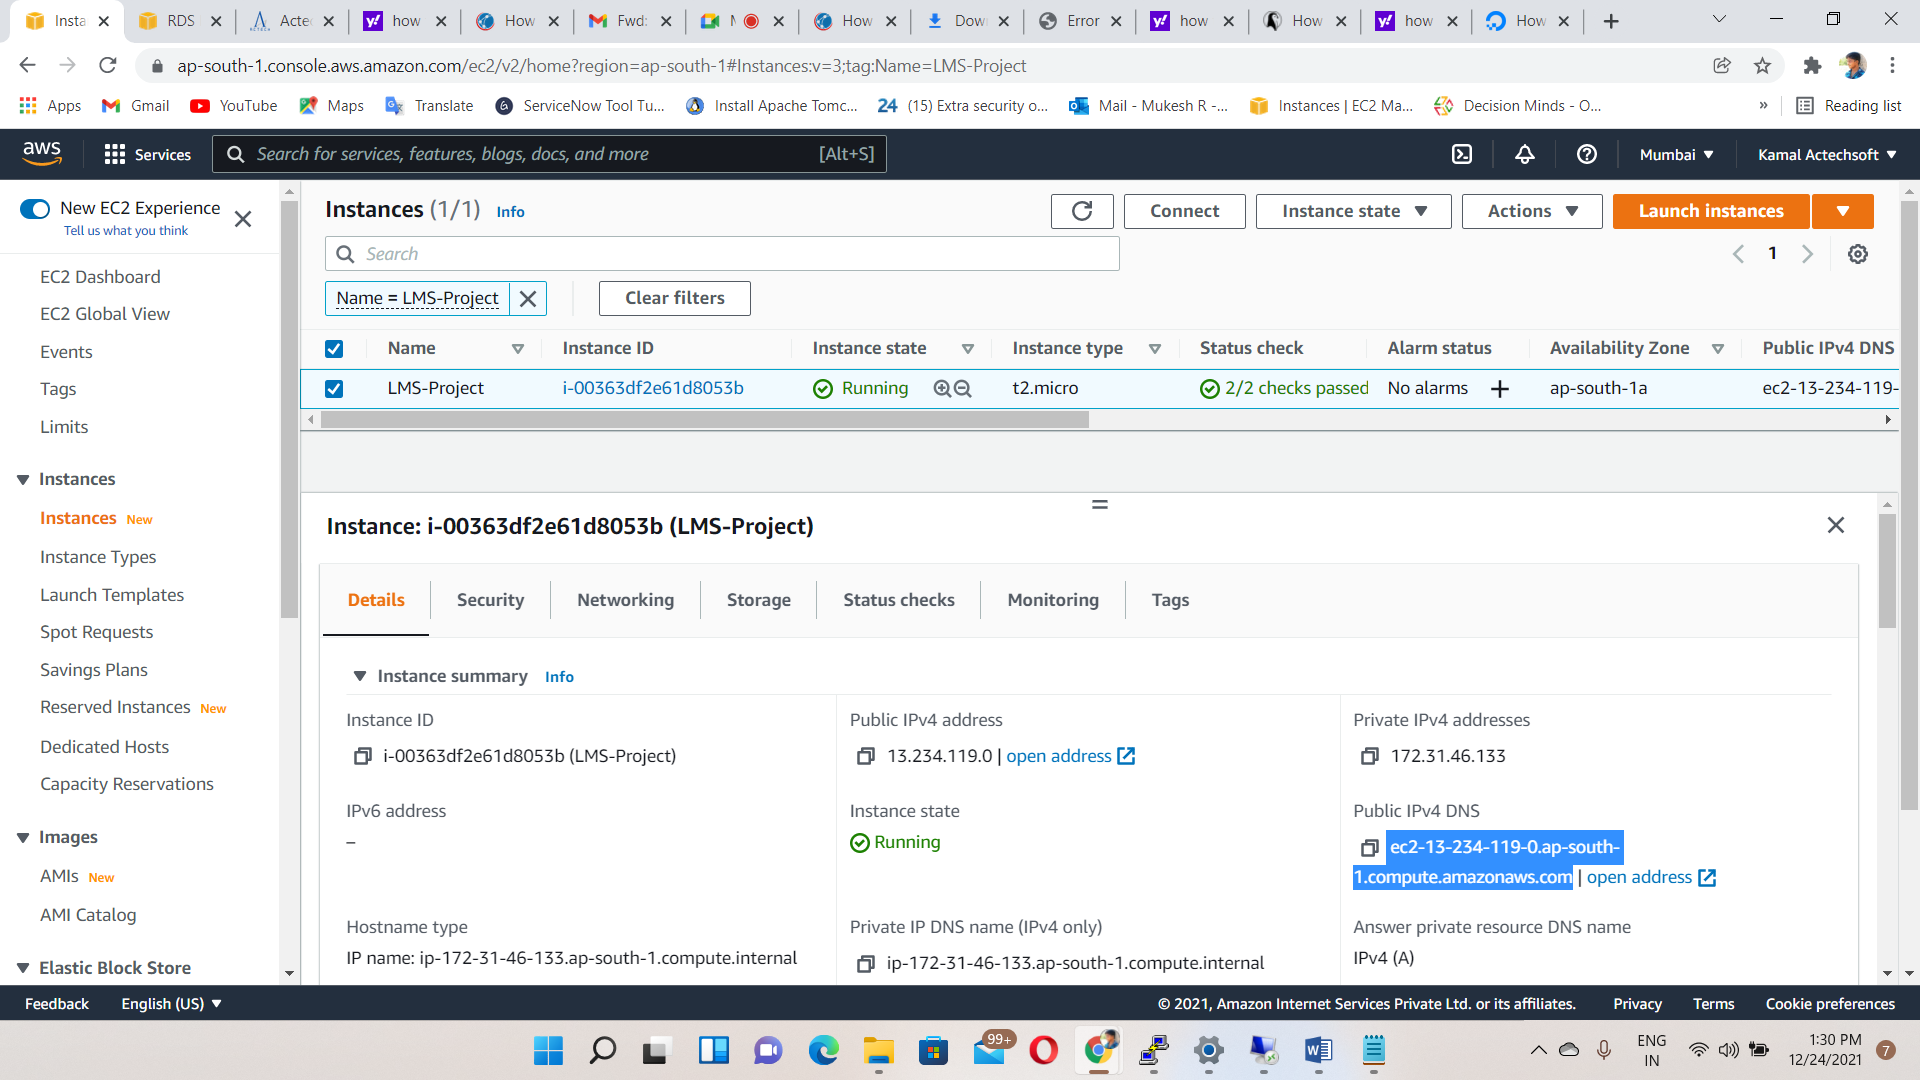 Insta
RDS
Acte
how
How
Fwd:
M
How
Dow
Error
how
How
how
How
ap-south-1.console.aws.amazon.com/ec2/v2/home?region=ap-south-1#Instances:v=3;tag:Name=LMS-Project
Apps
Gmail
YouTube
Maps
Translate
ServiceNow Tool Tu...
Install Apache Tomc...
24 (15) Extra security o...
Mail - Mukesh R -...
Instances | EC2 Ma...
Decision Minds - O...
»
Reading list
aws
Services
Search for services, features, blogs, docs, and more [Alt+S]
Mumbai
Kamal Actechsoft
New EC2 Experience
Tell us what you think
EC2 Dashboard
EC2 Global View
Events
Tags
Limits
Instances
Instances New
Instance Types
Launch Templates
Spot Requests
Savings Plans
Reserved Instances New
Dedicated Hosts
Capacity Reservations
Images
AMIs New
AMI Catalog
Elastic Block Store
Instances (1/1) Info
Connect
Instance state
Actions
Launch instances
Search
1
Name = LMS-Project
Clear filters
Name Instance ID Instance state Instance type Status check Alarm status Availability Zone Public IPv4 DNS
LMS-Project i-00363df2e61d8053b Running t2.micro 2/2 checks passed No alarms + ap-south-1a ec2-13-234-119-
Instance: i-00363df2e61d8053b (LMS-Project)
Details Security Networking Storage Status checks Monitoring Tags
Instance summary Info
Instance ID
i-00363df2e61d8053b (LMS-Project)
Public IPv4 address
13.234.119.0 | open address
Private IPv4 addresses
172.31.46.133
IPv6 address
–
Instance state
Running
Public IPv4 DNS
ec2-13-234-119-0.ap-south-
1.compute.amazonaws.com | open address
Hostname type
IP name: ip-172-31-46-133.ap-south-1.compute.internal
Private IP DNS name (IPv4 only)
ip-172-31-46-133.ap-south-1.compute.internal
Answer private resource DNS name
IPv4 (A)
Feedback
English (US)
© 2021, Amazon Internet Services Private Ltd. or its affiliates.
Privacy
Terms
Cookie preferences
99+
ENG
IN
1:30 PM
12/24/2021
7